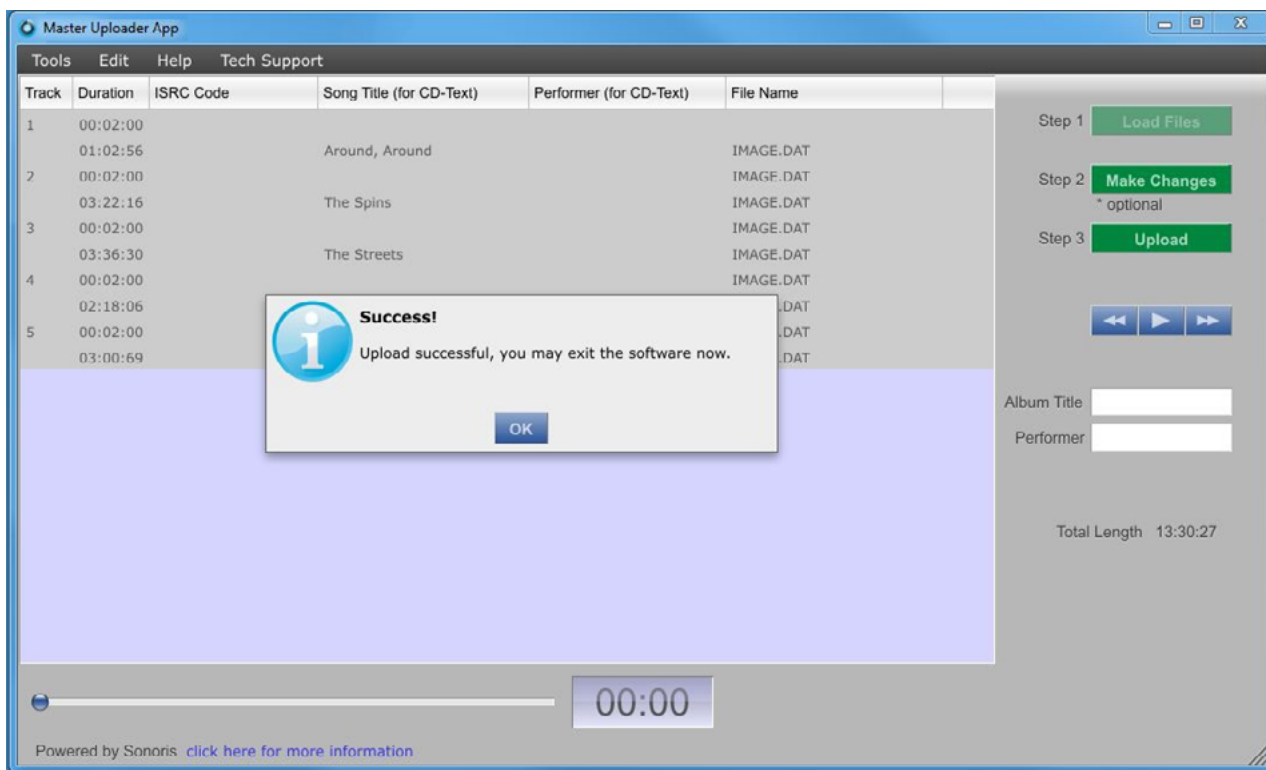 Master Uploader App
Tools Edit Help Tech Support
Track Duration ISRC Code Song Title (for CD-Text) Performer (for CD-Text) File Name
1 00:02:00
01:02:56 Around, Around IMAGE.DAT
2 00:02:00 IMAGE.DAT
03:22:16 The Spins IMAGE.DAT
3 00:02:00 IMAGE.DAT
03:36:30 The Streets IMAGE.DAT
4 00:02:00 IMAGE.DAT
02:18:06 .DAT
5 00:02:00 .DAT
03:00:69 .DAT
Success!
Upload successful, you may exit the software now.
OK
Step 1 Load Files
Step 2 Make Changes
* optional
Step 3 Upload
Album Title
Performer
Total Length 13:30:27
00:00
Powered by Sonoris click here for more information